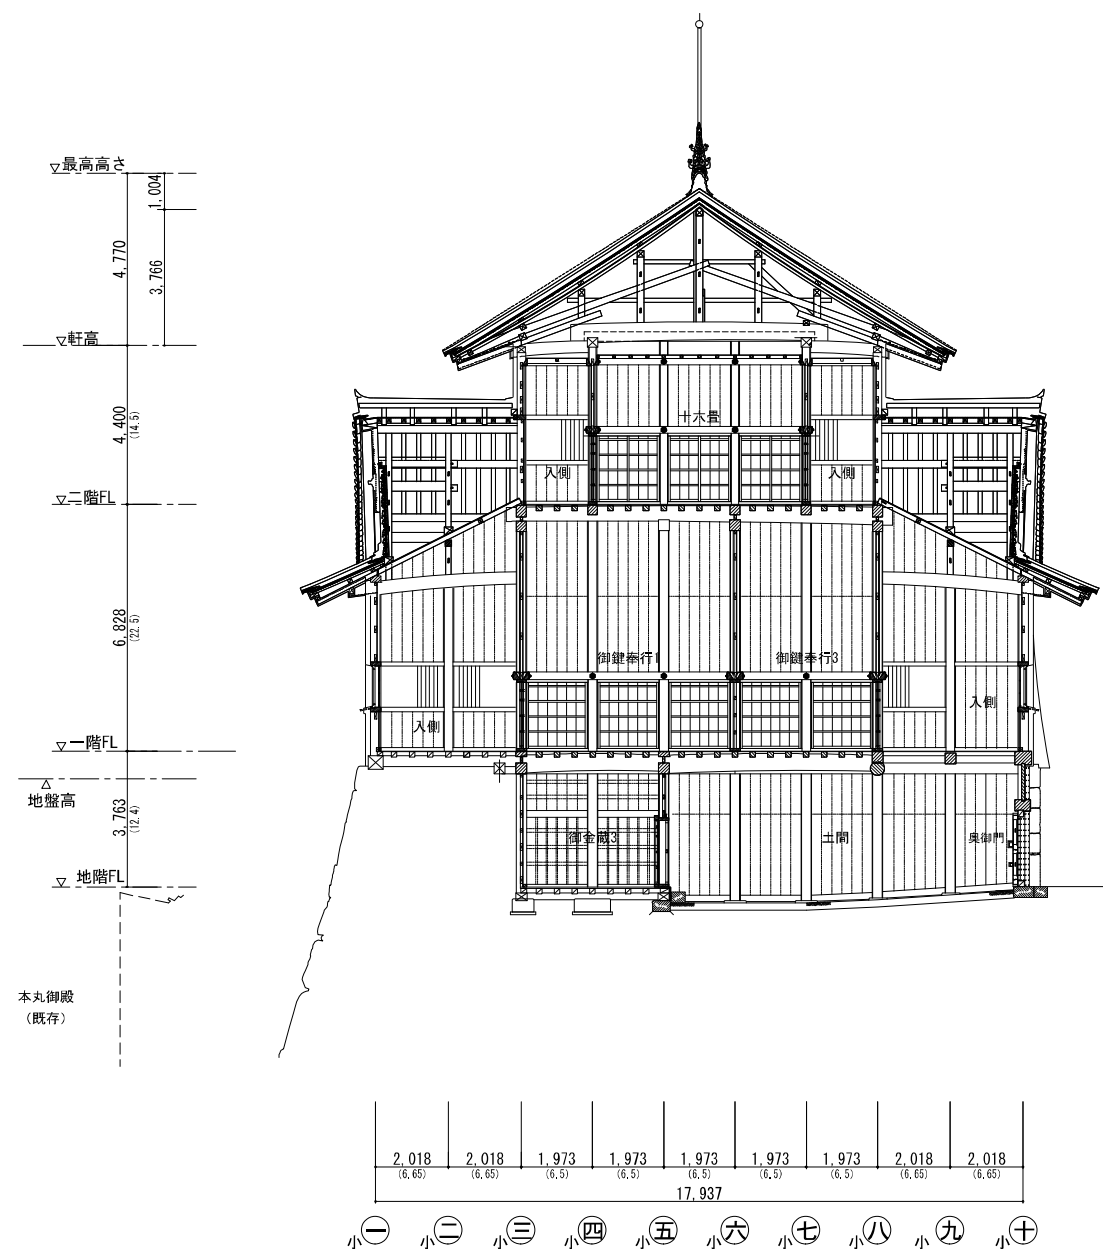 最高高さ
1,004
4,770
3,766
軒高
4,400
(14.5)
十六畳
入側
入側
二階FL
6,828
(22.5)
御鍵奉行1
御鍵奉行3
入側
入側
一階FL
地盤高
3,763
(12.4)
御金蔵3
土間
奥御門
地階FL
本丸御殿
（既存）
2,018 2,018 1,973 1,973 1,973 1,973 1,973 2,018 2,018
(6.65) (6.65) (6.5) (6.5) (6.5) (6.5) (6.5) (6.65) (6.65)
17,937
小一 小二 小三 小四 小五 小六 小七 小八 小九 小十